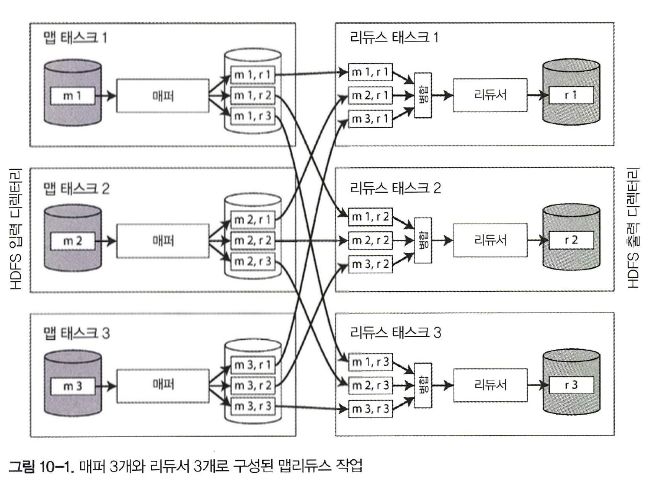 맵 태스크 1
m 1
매퍼
m 1, r 1
m 1, r 2
m 1, r 3
리듀스 태스크 1
m 1, r 1
m 2, r 1
m 3, r 1
병합
리듀서
r 1
HDFS 입력 디렉터리
맵 태스크 2
m 2
매퍼
m 2, r 1
m 2, r 2
m 2, r 3
리듀스 태스크 2
m 1, r 2
m 2, r 2
m 3, r 2
병합
리듀서
r 2
HDFS 출력 디렉터리
맵 태스크 3
m 3
매퍼
m 3, r 1
m 3, r 2
m 3, r 3
리듀스 태스크 3
m 1, r 3
m 2, r 3
m 3, r 3
병합
리듀서
r 3
그림 10-1. 매퍼 3개와 리듀서 3개로 구성된 맵리듀스 작업